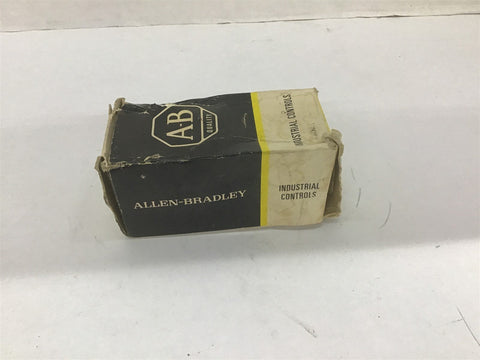 A-B
QUALITY
INDUSTRIAL CONTROLS
ALLEN-BRADLEY
INDUSTRIAL
CONTROLS